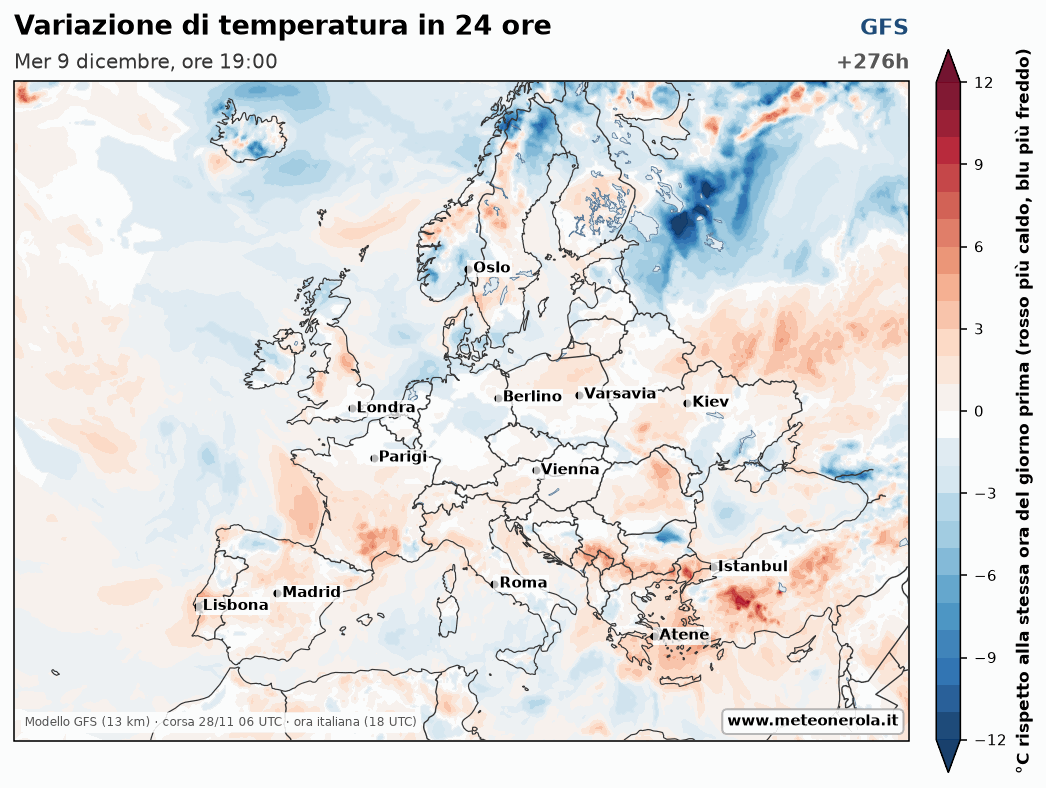 Variazione di temperatura in 24 ore
GFS
Mer 9 dicembre, ore 19:00
+276h
Oslo
Berlino
Varsavia
Kiev
Londra
Parigi
Vienna
Istanbul
Roma
Madrid
Lisbona
Atene
Modello GFS (13 km) · corsa 28/11 06 UTC · ora italiana (18 UTC)
www.meteonerola.it
12
9
6
3
0
−3
−6
−9
−12
°C rispetto alla stessa ora del giorno prima (rosso più caldo, blu più freddo)